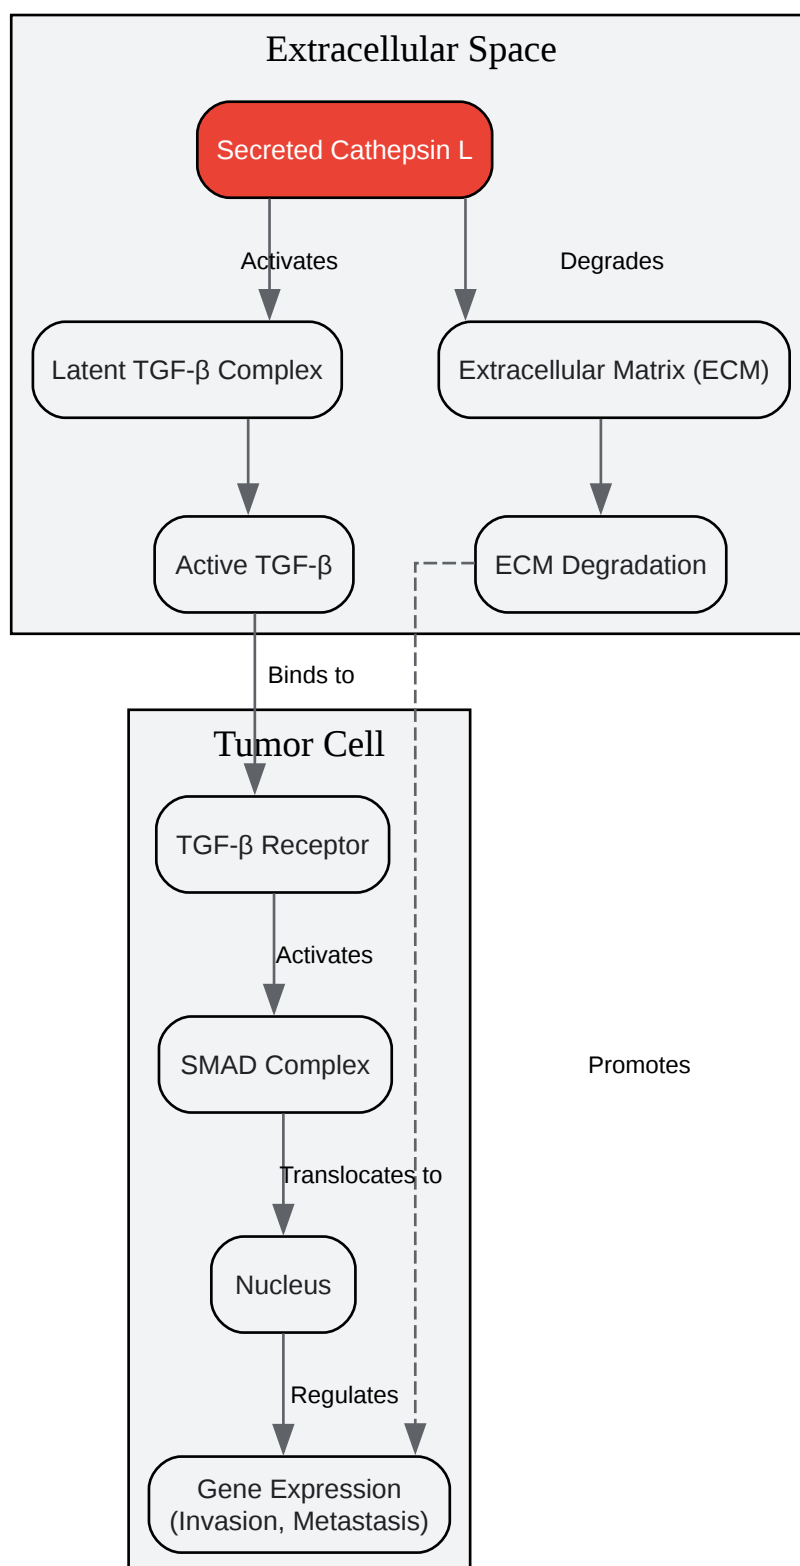 Extracellular Space
Secreted Cathepsin L
Activates
Degrades
Latent TGF-β Complex
Extracellular Matrix (ECM)
Active TGF-β
ECM Degradation
Binds to
Tumor Cell
TGF-β Receptor
Activates
SMAD Complex
Promotes
Translocates to
Nucleus
Regulates
Gene Expression
(Invasion, Metastasis)